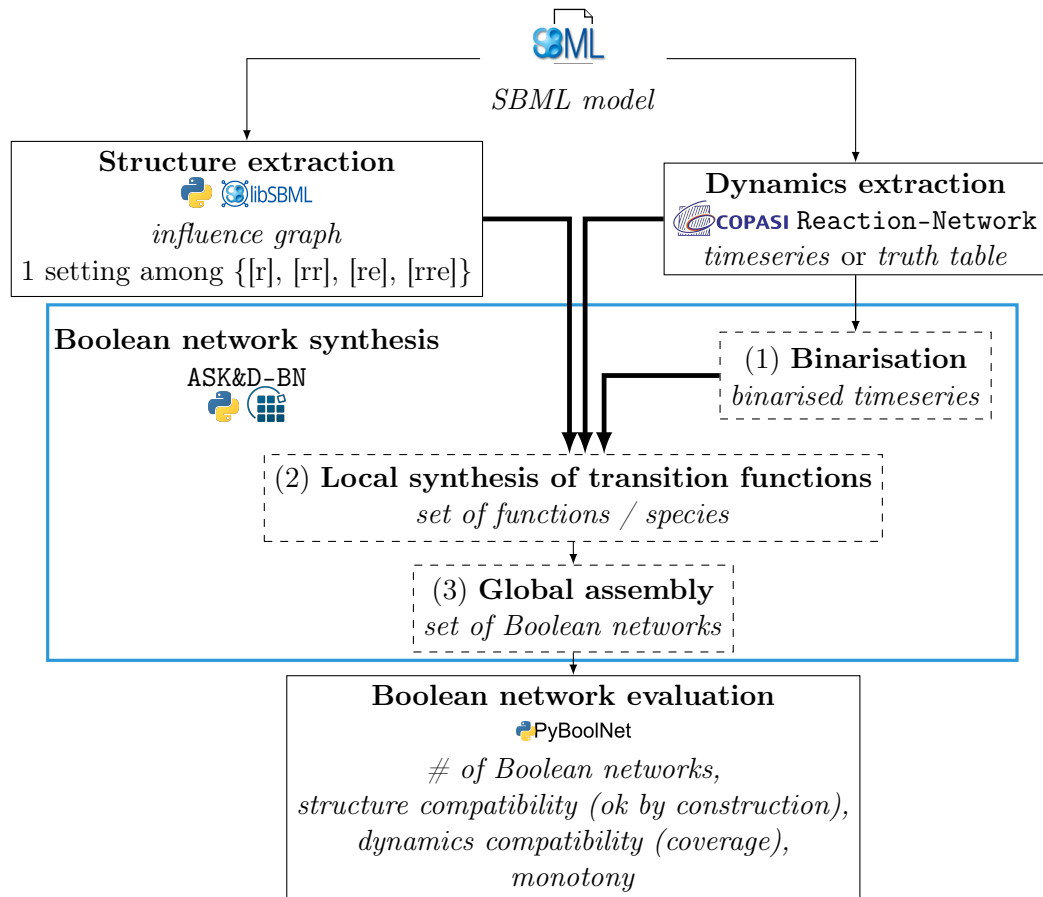 SBML
SBML model
Structure extraction
libSBML
influence graph
1 setting among {[r], [rr], [re], [rre]}
Dynamics extraction
COPASI Reaction-Network
timeseries or truth table
Boolean network synthesis
ASK&D-BN
(1) Binarisation
binarised timeseries
(2) Local synthesis of transition functions
set of functions / species
(3) Global assembly
set of Boolean networks
Boolean network evaluation
PyBoolNet
# of Boolean networks,
structure compatibility (ok by construction),
dynamics compatibility (coverage),
monotony